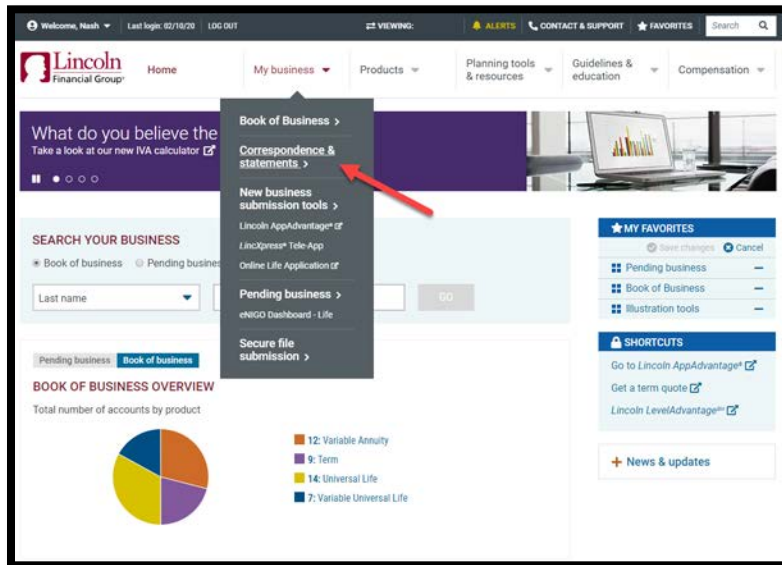 Welcome, Nash
Last login: 02/10/20
LOG OUT
VIEWING:
ALERTS
CONTACT & SUPPORT
FAVORITES
Search
Lincoln
Financial Group®
Home
My business
Products
Planning tools
& resources
Guidelines &
education
Compensation
What do you believe the
Take a look at our new IVA calculator
Book of Business >
Correspondence &
statements >
New business
submission tools >
Lincoln AppAdvantage®
LincXpress® Tele-App
Online Life Application
Pending business >
eNIGO Dashboard - Life
Secure file
submission >
SEARCH YOUR BUSINESS
Book of business
Pending busines
Last name
GO
MY FAVORITES
Save changes
Cancel
Pending business
Book of Business
Illustration tools
SHORTCUTS
Go to Lincoln AppAdvantage®
Get a term quote
Lincoln LevelAdvantage℠
+ News & updates
Pending business
Book of business
BOOK OF BUSINESS OVERVIEW
Total number of accounts by product
12: Variable Annuity
9: Term
14: Universal Life
7: Variable Universal Life